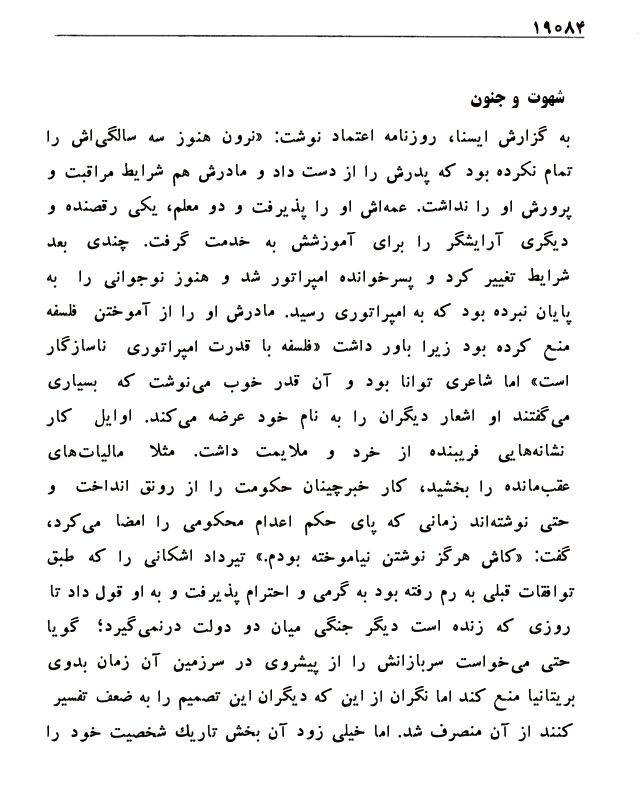 ۱۹۰۸۴
شهوت و جنون
به گزارش ایسنا، روزنامه اعتماد نوشت: «نرون هنوز سه سالگی‌اش را
تمام نکرده بود که پدرش را از دست داد و مادرش هم شرایط مراقبت و
پرورش او را نداشت. عمه‌اش او را پذیرفت و دو معلم، یکی رقصنده و
دیگری آرایشگر را برای آموزشش به خدمت گرفت. چندی بعد
شرایط تغییر کرد و پسرخوانده امپراتور شد و هنوز نوجوانی را به
پایان نبرده بود که به امپراتوری رسید. مادرش او را از آموختن فلسفه
منع کرده بود زیرا باور داشت «فلسفه با قدرت امپراتوری ناسازگار
است» اما شاعری توانا بود و آن قدر خوب می‌نوشت که بسیاری
می‌گفتند او اشعار دیگران را به نام خود عرضه می‌کند. اوایل کار
نشانه‌هایی فریبنده از خرد و ملایمت داشت. مثلا مالیات‌های
عقب‌مانده را بخشید، کار خبرچینان حکومت را از رونق انداخت و
حتی نوشته‌اند زمانی که پای حکم اعدام محکومی را امضا می‌کرد،
گفت: «کاش هرگز نوشتن نیاموخته بودم.» تیرداد اشکانی را که طبق
توافقات قبلی به رم رفته بود به گرمی و احترام پذیرفت و به او قول داد تا
روزی که زنده است دیگر جنگی میان دو دولت درنمی‌گیرد؛ گویا
حتی می‌خواست سربازانش را از پیشروی در سرزمین آن زمان بدوی
بریتانیا منع کند اما نگران از این که دیگران این تصمیم را به ضعف تفسیر
کنند از آن منصرف شد. اما خیلی زود آن بخش تاریك شخصیت خود را